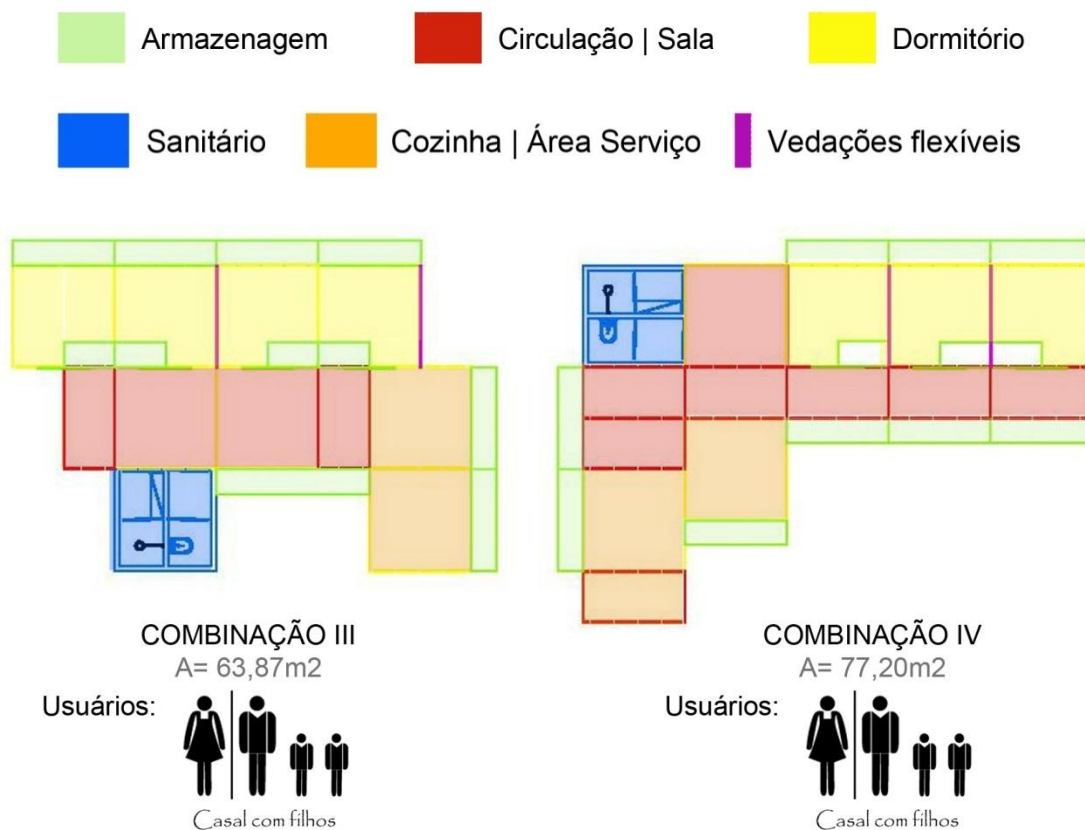 Armazenagem
Circulação | Sala
Dormitório
Sanitário
Cozinha | Área Serviço
Vedações flexíveis
COMBINAÇÃO III
A= 63,87m2
Usuários:
Casal com filhos
COMBINAÇÃO IV
A= 77,20m2
Usuários:
Casal com filhos